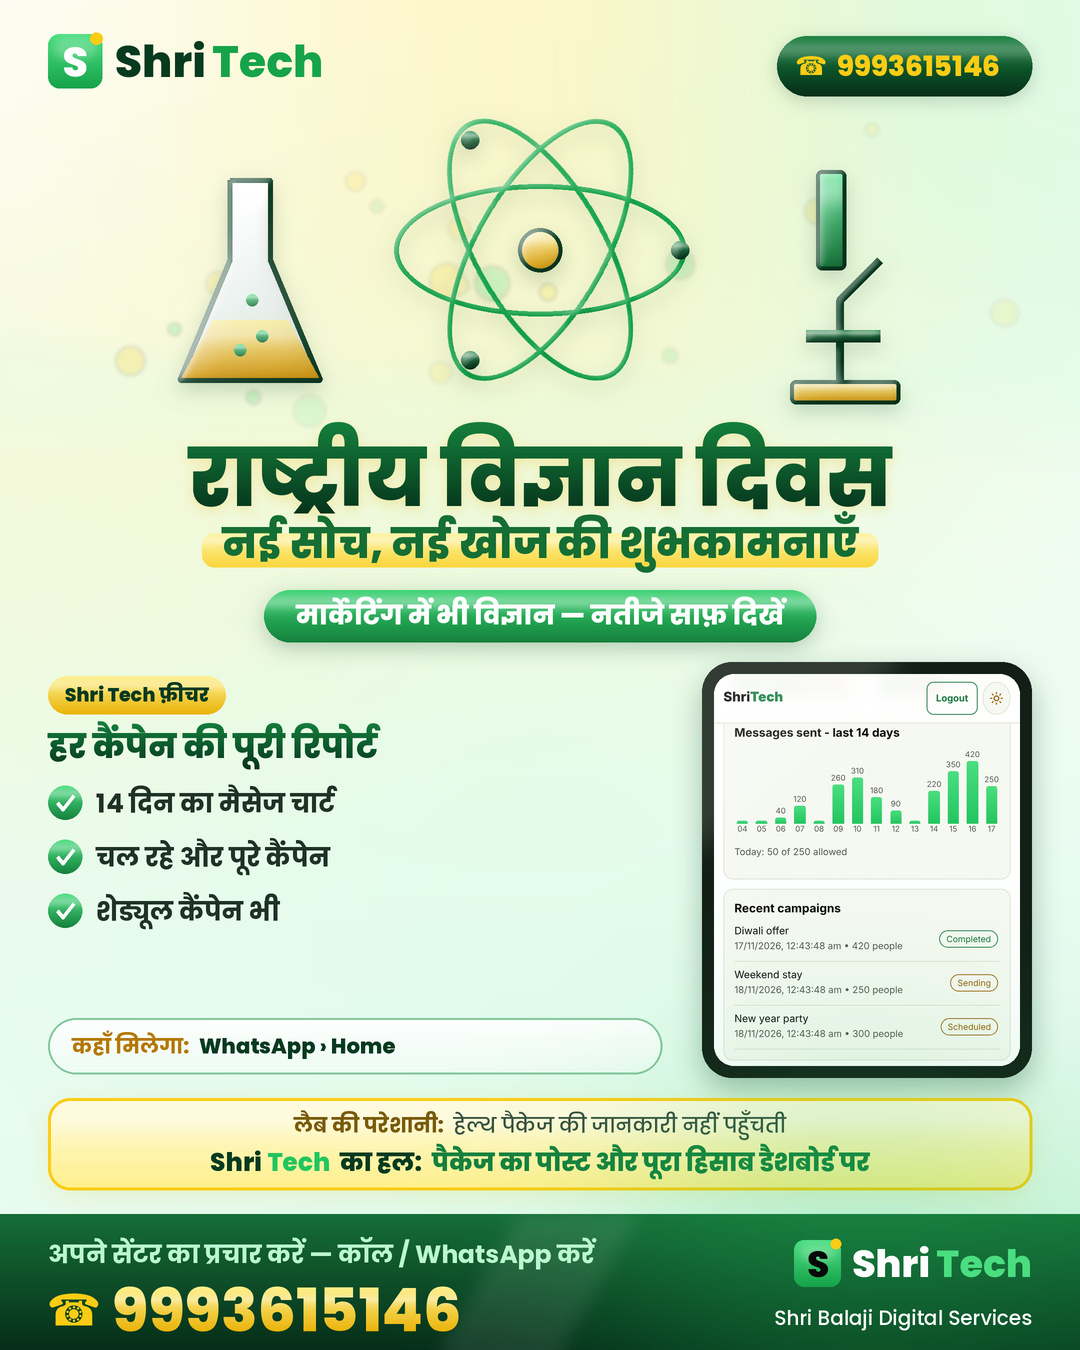 S Shri Tech
☎ 9993615146
राष्ट्रीय विज्ञान दिवस
नई सोच, नई खोज की शुभकामनाएँ
मार्केटिंग में भी विज्ञान — नतीजे साफ़ दिखें
Shri Tech फ़ीचर
हर कैंपेन की पूरी रिपोर्ट
14 दिन का मैसेज चार्ट
चल रहे और पूरे कैंपेन
शेड्यूल कैंपेन भी
कहाँ मिलेगा: WhatsApp › Home
ShriTech
Logout
Messages sent - last 14 days
40 120 260 310 180 90 220 350 420 250
04 05 06 07 08 09 10 11 12 13 14 15 16 17
Today: 50 of 250 allowed
Recent campaigns
Diwali offer
17/11/2026, 12:43:48 am • 420 people
Completed
Weekend stay
18/11/2026, 12:43:48 am • 250 people
Sending
New year party
18/11/2026, 12:43:48 am • 300 people
Scheduled
लैब की परेशानी: हेल्थ पैकेज की जानकारी नहीं पहुँचती
Shri Tech का हल: पैकेज का पोस्ट और पूरा हिसाब डैशबोर्ड पर
अपने सेंटर का प्रचार करें — कॉल / WhatsApp करें
☎ 9993615146
S Shri Tech
Shri Balaji Digital Services